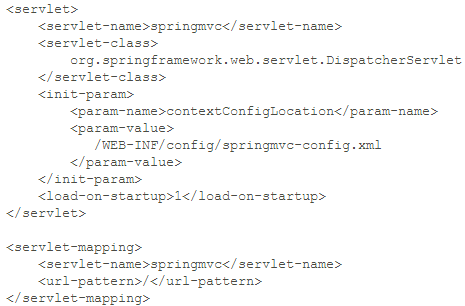 <servlet>
    <servlet-name>springmvc</servlet-name>
    <servlet-class>
        org.springframework.web.servlet.DispatcherServlet
    </servlet-class>
    <init-param>
        <param-name>contextConfigLocation</param-name>
        <param-value>
           /WEB-INF/config/springmvc-config.xml
        </param-value>
    </init-param>
    <load-on-startup>1</load-on-startup>
</servlet>

<servlet-mapping>
    <servlet-name>springmvc</servlet-name>
    <url-pattern>/</url-pattern>
</servlet-mapping>